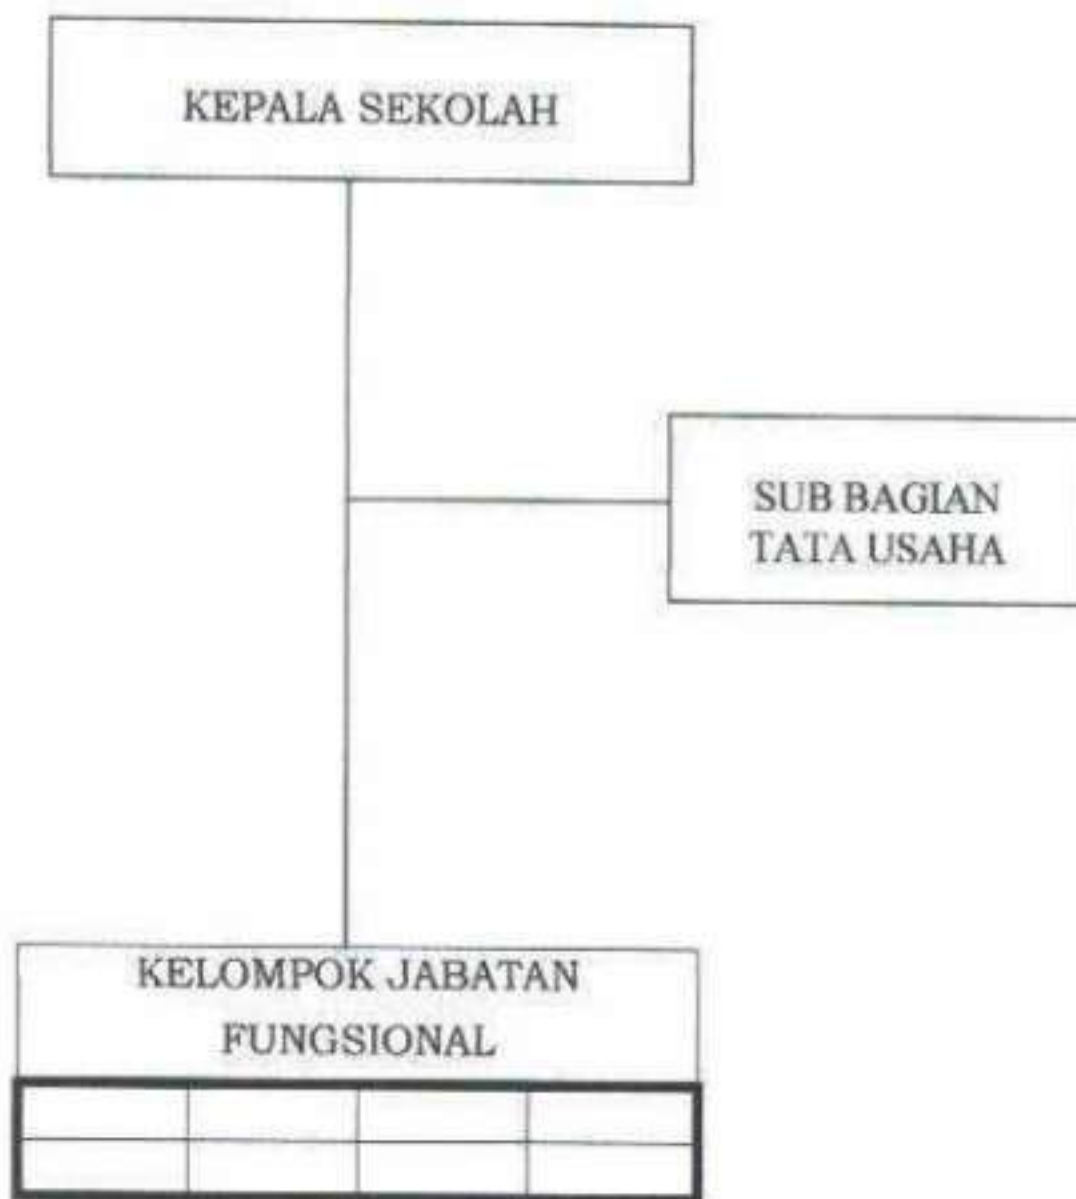 KEPALA SEKOLAH
SUB BAGIAN
TATA USAHA
KELOMPOK JABATAN
FUNGSIONAL